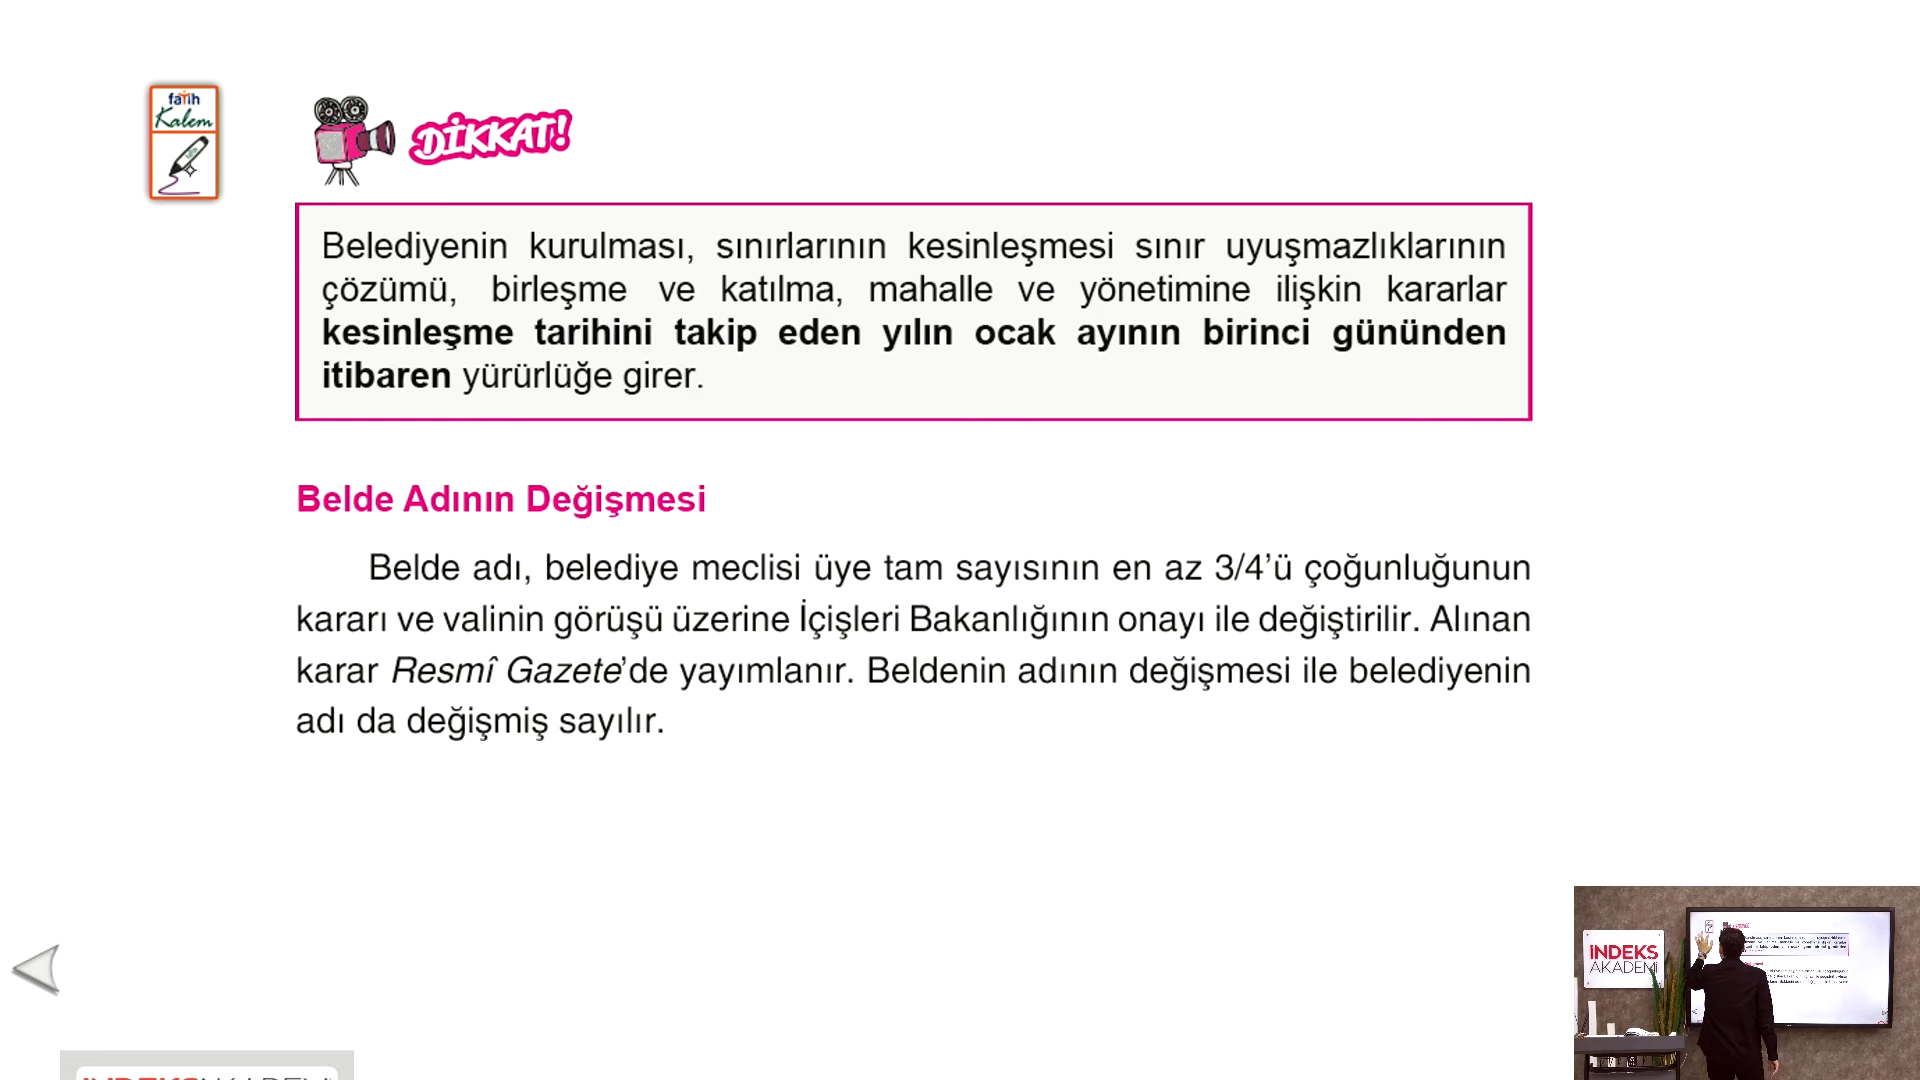 fatih
Kalem
DİKKAT!
Belediyenin kurulması, sınırlarının kesinleşmesi sınır uyuşmazlıklarının
çözümü, birleşme ve katılma, mahalle ve yönetimine ilişkin kararlar
kesinleşme tarihini takip eden yılın ocak ayının birinci gününden
itibaren yürürlüğe girer.
Belde Adının Değişmesi
Belde adı, belediye meclisi üye tam sayısının en az 3/4’ü çoğunluğunun
kararı ve valinin görüşü üzerine İçişleri Bakanlığının onayı ile değiştirilir. Alınan
karar Resmî Gazete’de yayımlanır. Beldenin adının değişmesi ile belediyenin
adı da değişmiş sayılır.
İNDEKS
AKADEMİ